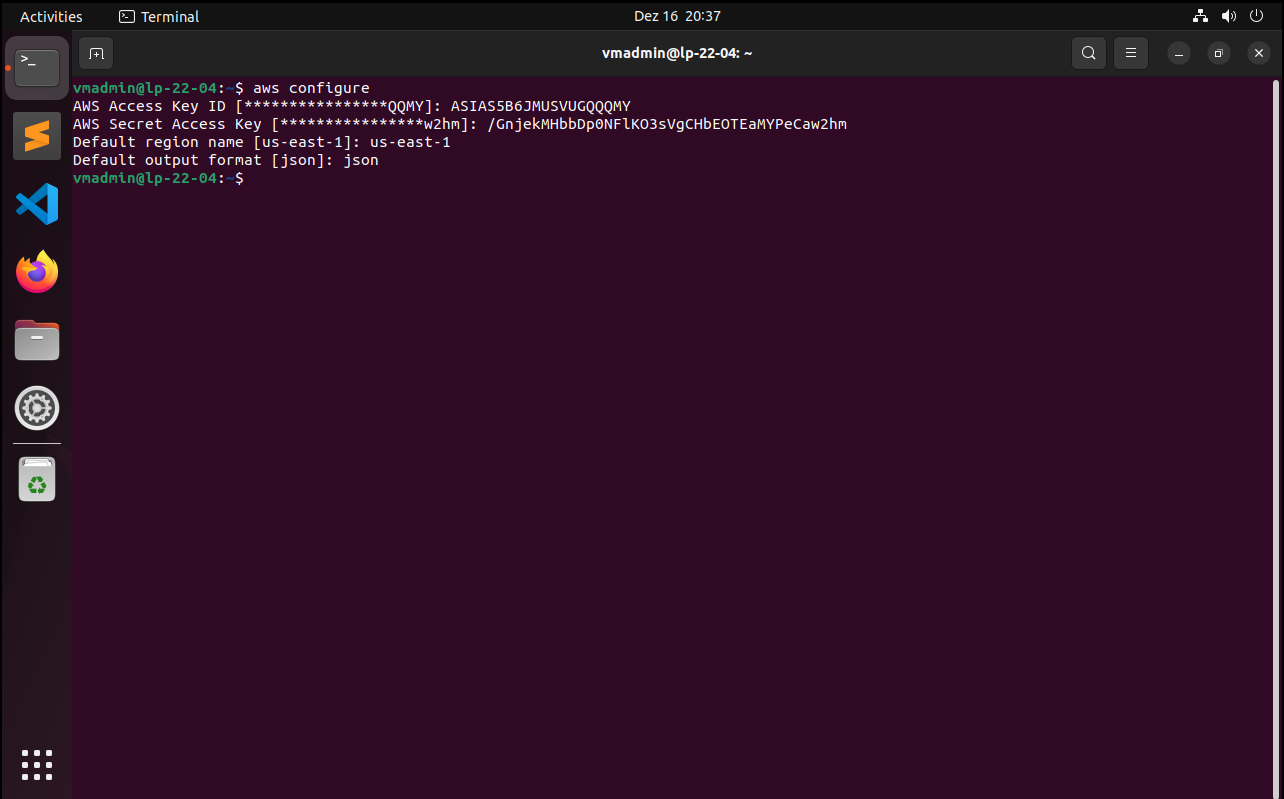 Activities
Terminal
Dez 16 20:37
vmadmin@lp-22-04: ~
vmadmin@lp-22-04:~$ aws configure
AWS Access Key ID [****************QQMY]: ASIAS5B6JMUSVUGQQQMY
AWS Secret Access Key [****************w2hm]: /GnjekMHbbDp0NFlKO3sVgCHbEOTEaMYPeCaw2hm
Default region name [us-east-1]: us-east-1
Default output format [json]: json
vmadmin@lp-22-04:~$